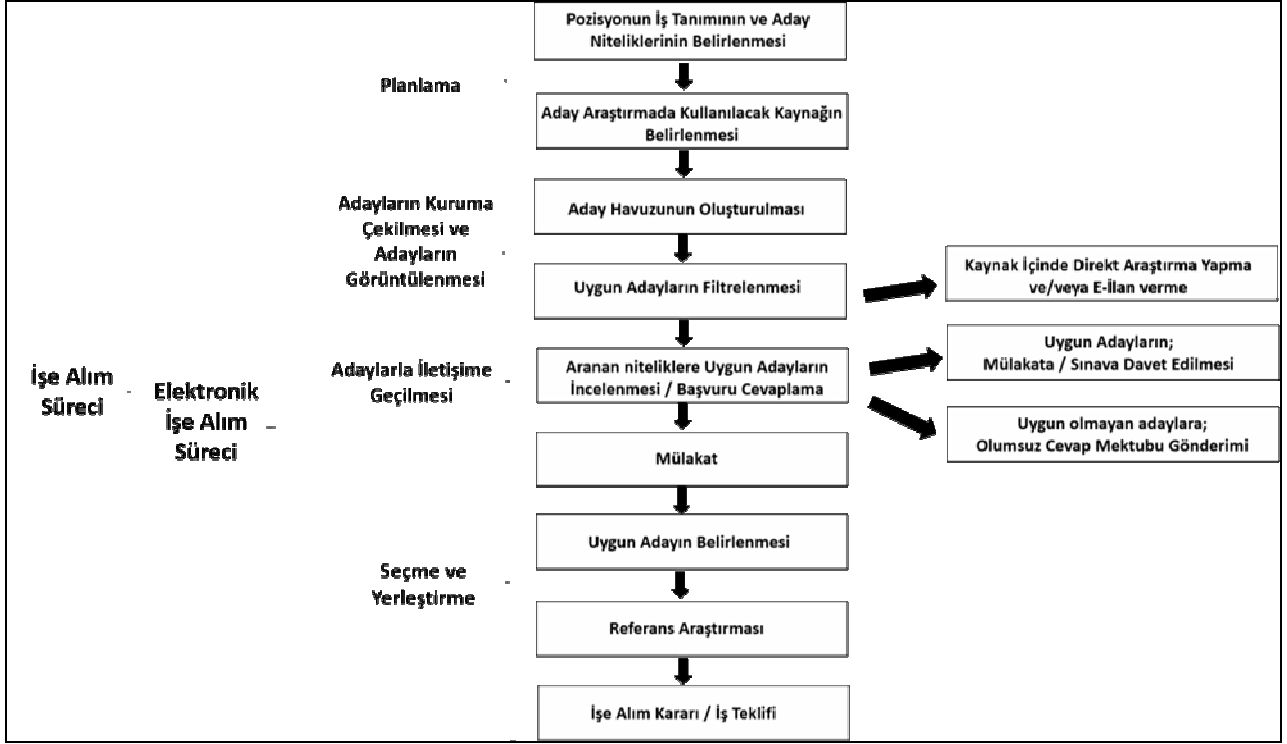 Pozisyonun İş Tanımının ve Aday
Niteliklerinin Belirlenmesi
Planlama
Aday Araştırmada Kullanılacak Kaynağın
Belirlenmesi
Adayların Kuruma
Çekilmesi ve
Adayların
Görüntülenmesi
Aday Havuzunun Oluşturulması
Uygun Adayların Filtrelenmesi
Kaynak İçinde Direkt Araştırma Yapma
ve/veya E-İlan verme
İşe Alım
Süreci
Elektronik
İşe Alım
Süreci
Adaylarla İletişime
Geçilmesi
Aranan niteliklere Uygun Adayların
İncelenmesi / Başvuru Cevaplama
Uygun Adayların;
Mülakata / Sınava Davet Edilmesi
Uygun olmayan adaylara;
Olumsuz Cevap Mektubu Gönderimi
Mülakat
Uygun Adayın Belirlenmesi
Seçme ve
Yerleştirme
Referans Araştırması
İşe Alım Kararı / İş Teklifi